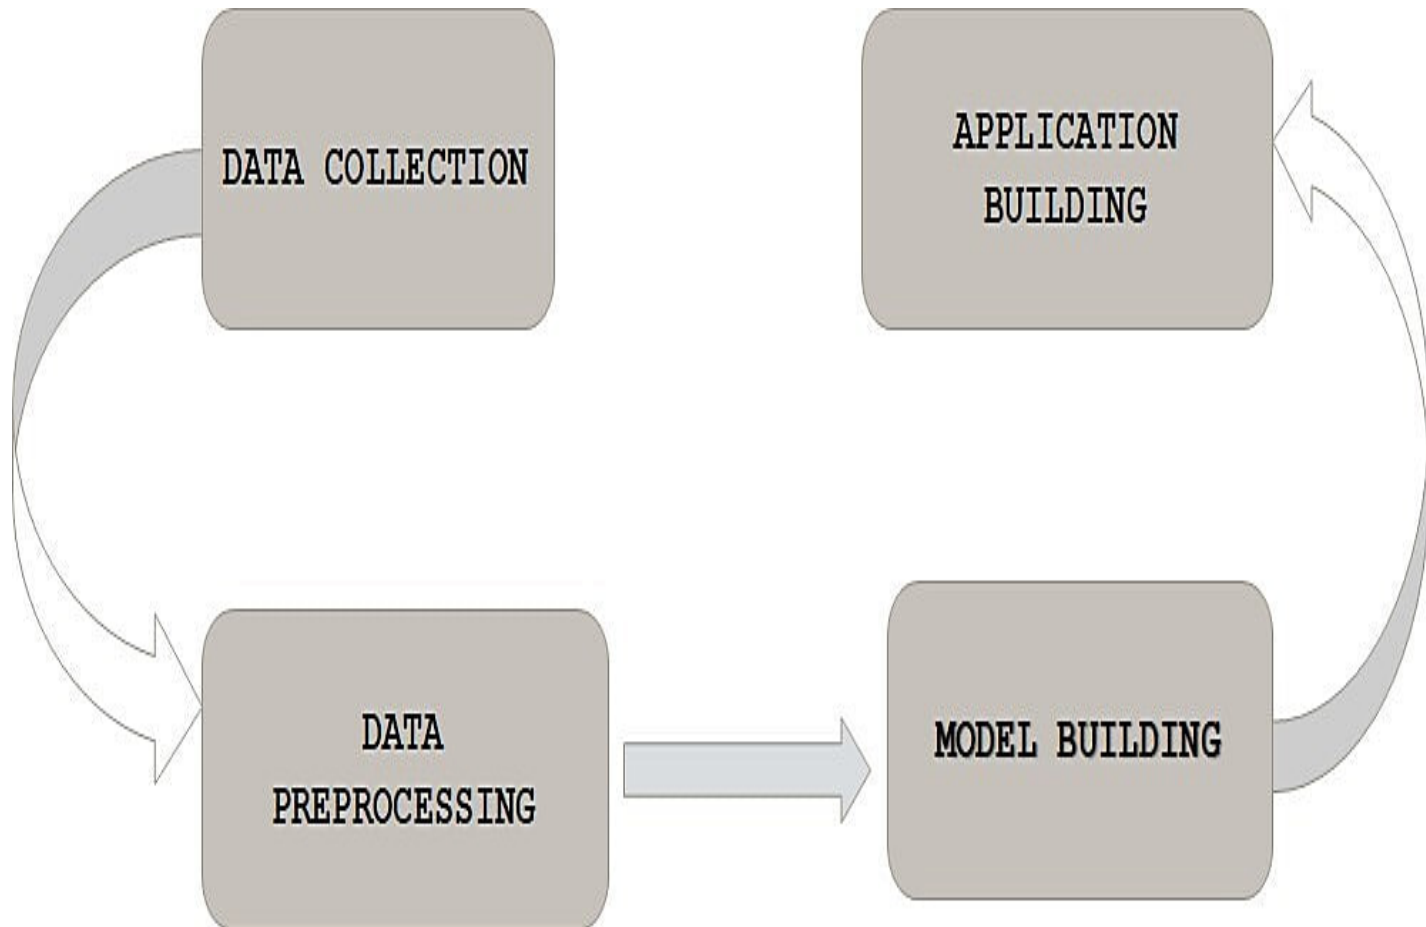 DATA COLLECTION
APPLICATION
BUILDING
DATA
PREPROCESSING
MODEL BUILDING